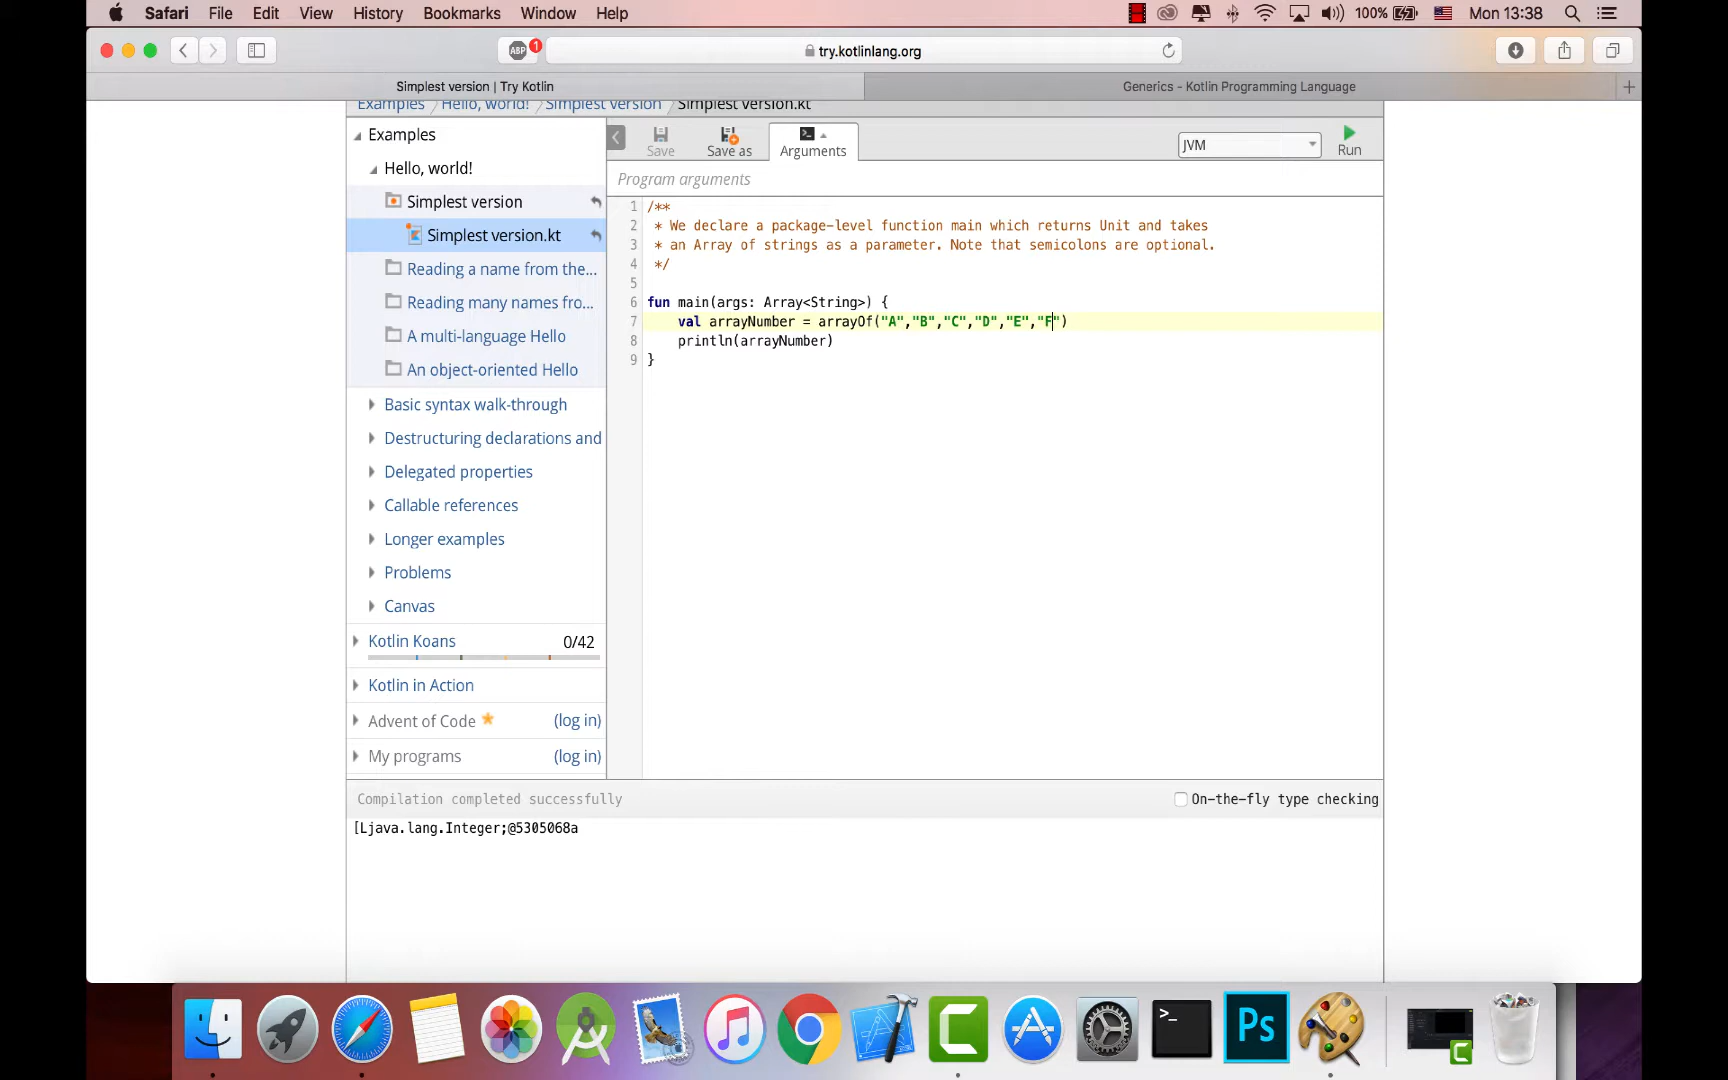 Safari File Edit View History Bookmarks Window Help 100% Mon 13:38
ABP 1 try.kotlinlang.org
Simplest version | Try Kotlin Generics - Kotlin Programming Language
Examples Hello, world! Simplest version Simplest version.kt
Examples
Hello, world!
Simplest version
Simplest version.kt
Reading a name from the...
Reading many names fro...
A multi-language Hello
An object-oriented Hello
Basic syntax walk-through
Destructuring declarations and
Delegated properties
Callable references
Longer examples
Problems
Canvas
Kotlin Koans 0/42
Kotlin in Action
Advent of Code (log in)
My programs (log in)
Save Save as Arguments JVM Run
Program arguments
1 /**
2 * We declare a package-level function main which returns Unit and takes
3 * an Array of strings as a parameter. Note that semicolons are optional.
4 */
5
6 fun main(args: Array<String>) {
7 val arrayNumber = arrayOf("A","B","C","D","E","F")
8 println(arrayNumber)
9 }
Compilation completed successfully On-the-fly type checking
[Ljava.lang.Integer;@5305068a
>_ Ps